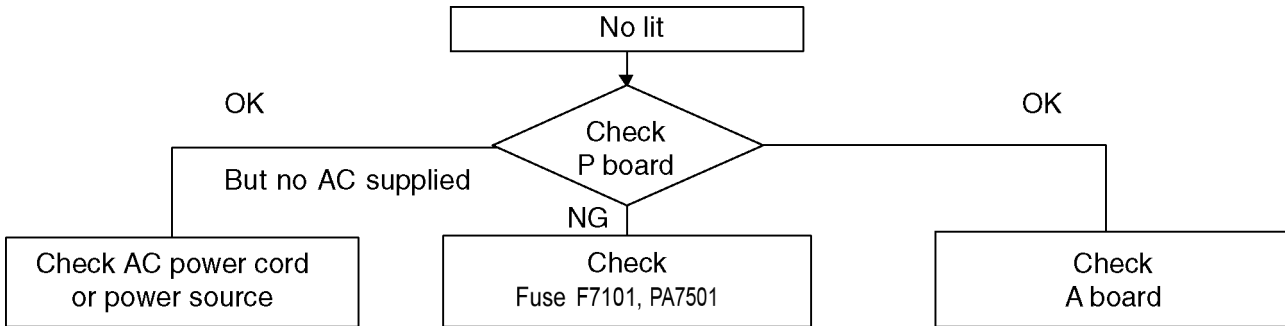 No lit
OK
OK
Check
P board
But no AC supplied
NG
Check AC power cord
or power source
Check
Fuse F7101, PA7501
Check
A board